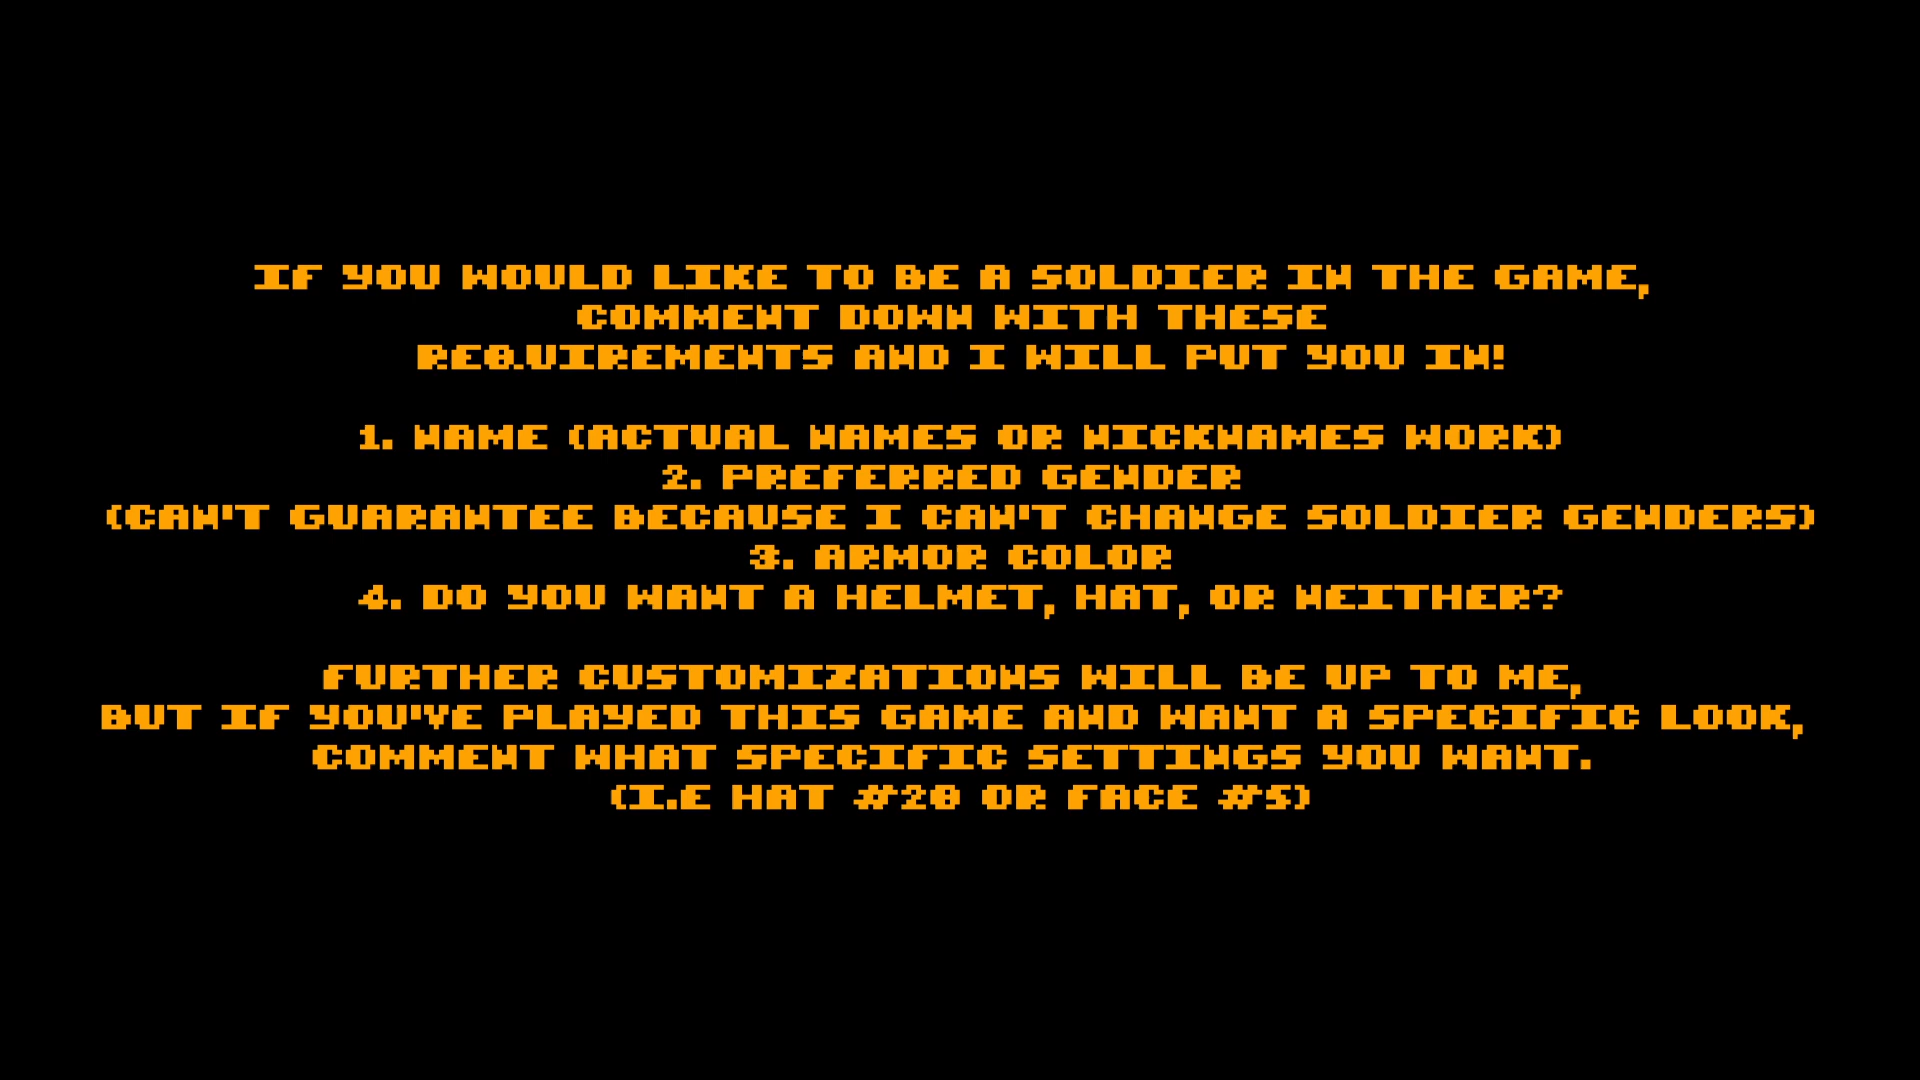 IF YOU WOULD LIKE TO BE A SOLDIER IN THE GAME,
COMMENT DOWN WITH THESE
REQUIREMENTS AND I WILL PUT YOU IN!
1. NAME (ACTUAL NAMES OR NICKNAMES WORK)
2. PREFERRED GENDER
(CAN'T GUARANTEE BECAUSE I CAN'T CHANGE SOLDIER GENDERS)
3. ARMOR COLOR
4. DO YOU WANT A HELMET, HAT, OR NEITHER?
FURTHER CUSTOMIZATIONS WILL BE UP TO ME,
BUT IF YOU'VE PLAYED THIS GAME AND WANT A SPECIFIC LOOK,
COMMENT WHAT SPECIFIC SETTINGS YOU WANT.
(I.E HAT #20 OR FACE #5)